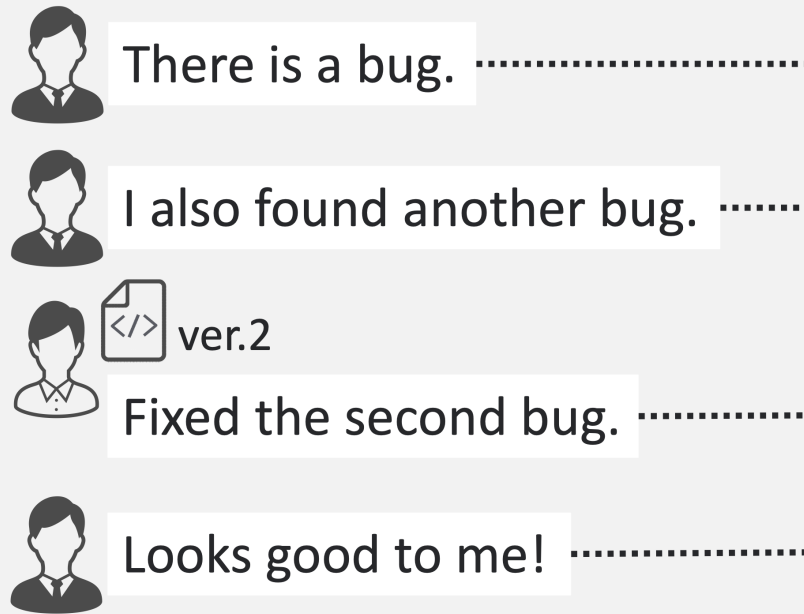 There is a bug.
I also found another bug.
</> ver.2
Fixed the second bug.
Looks good to me!